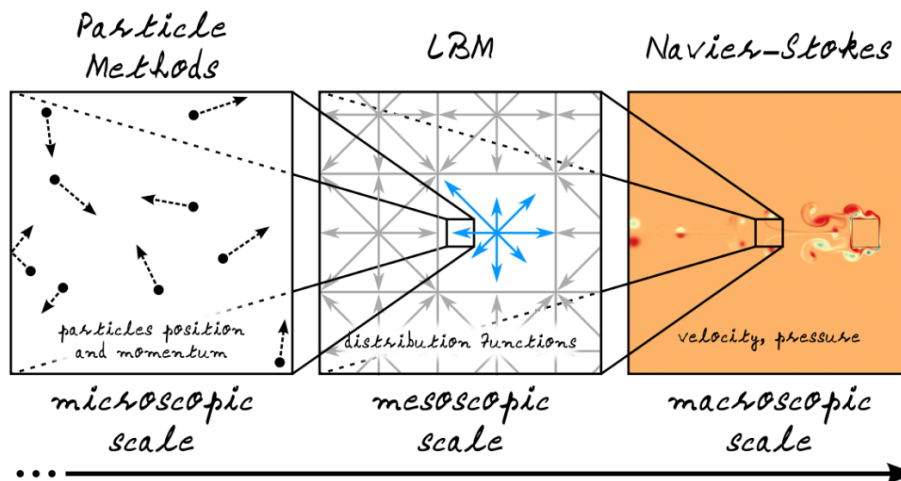 Particle
Methods
LBM
Navier-Stokes
particles position
and momentum
distribution functions
velocity, pressure
microscopic
scale
mesoscopic
scale
macroscopic
scale